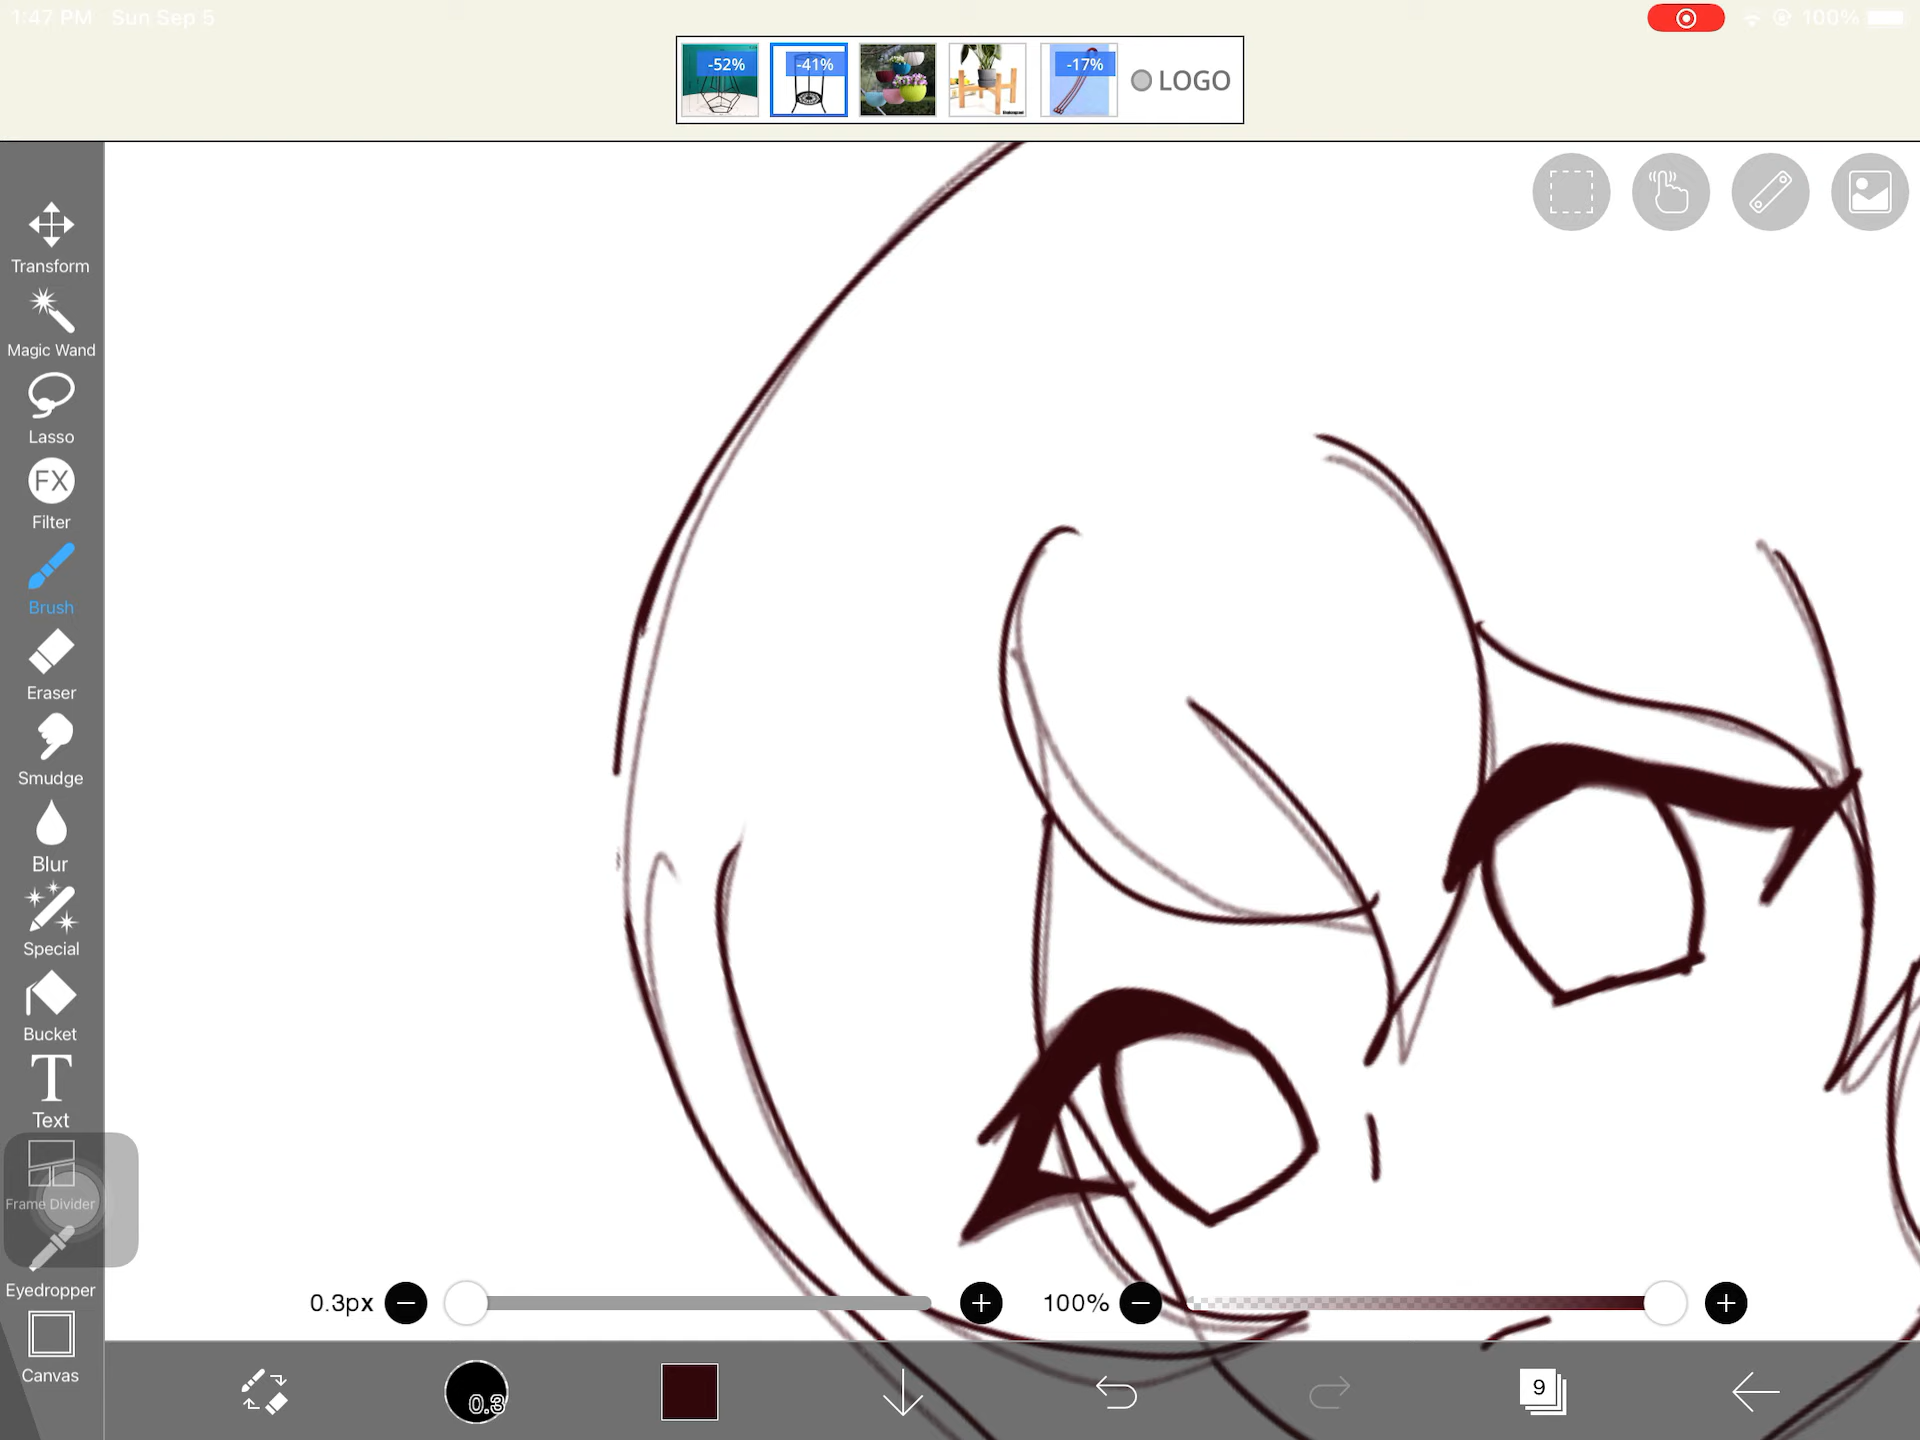 1:47 PM Sun Sep 5
100%
-52%
-41%
-17%
LOGO
Transform
Magic Wand
Lasso
FX
Filter
Brush
Eraser
Smudge
Blur
Special
Bucket
T
Text
Frame Divider
Eyedropper
Canvas
0.3px
100%
0.3
9